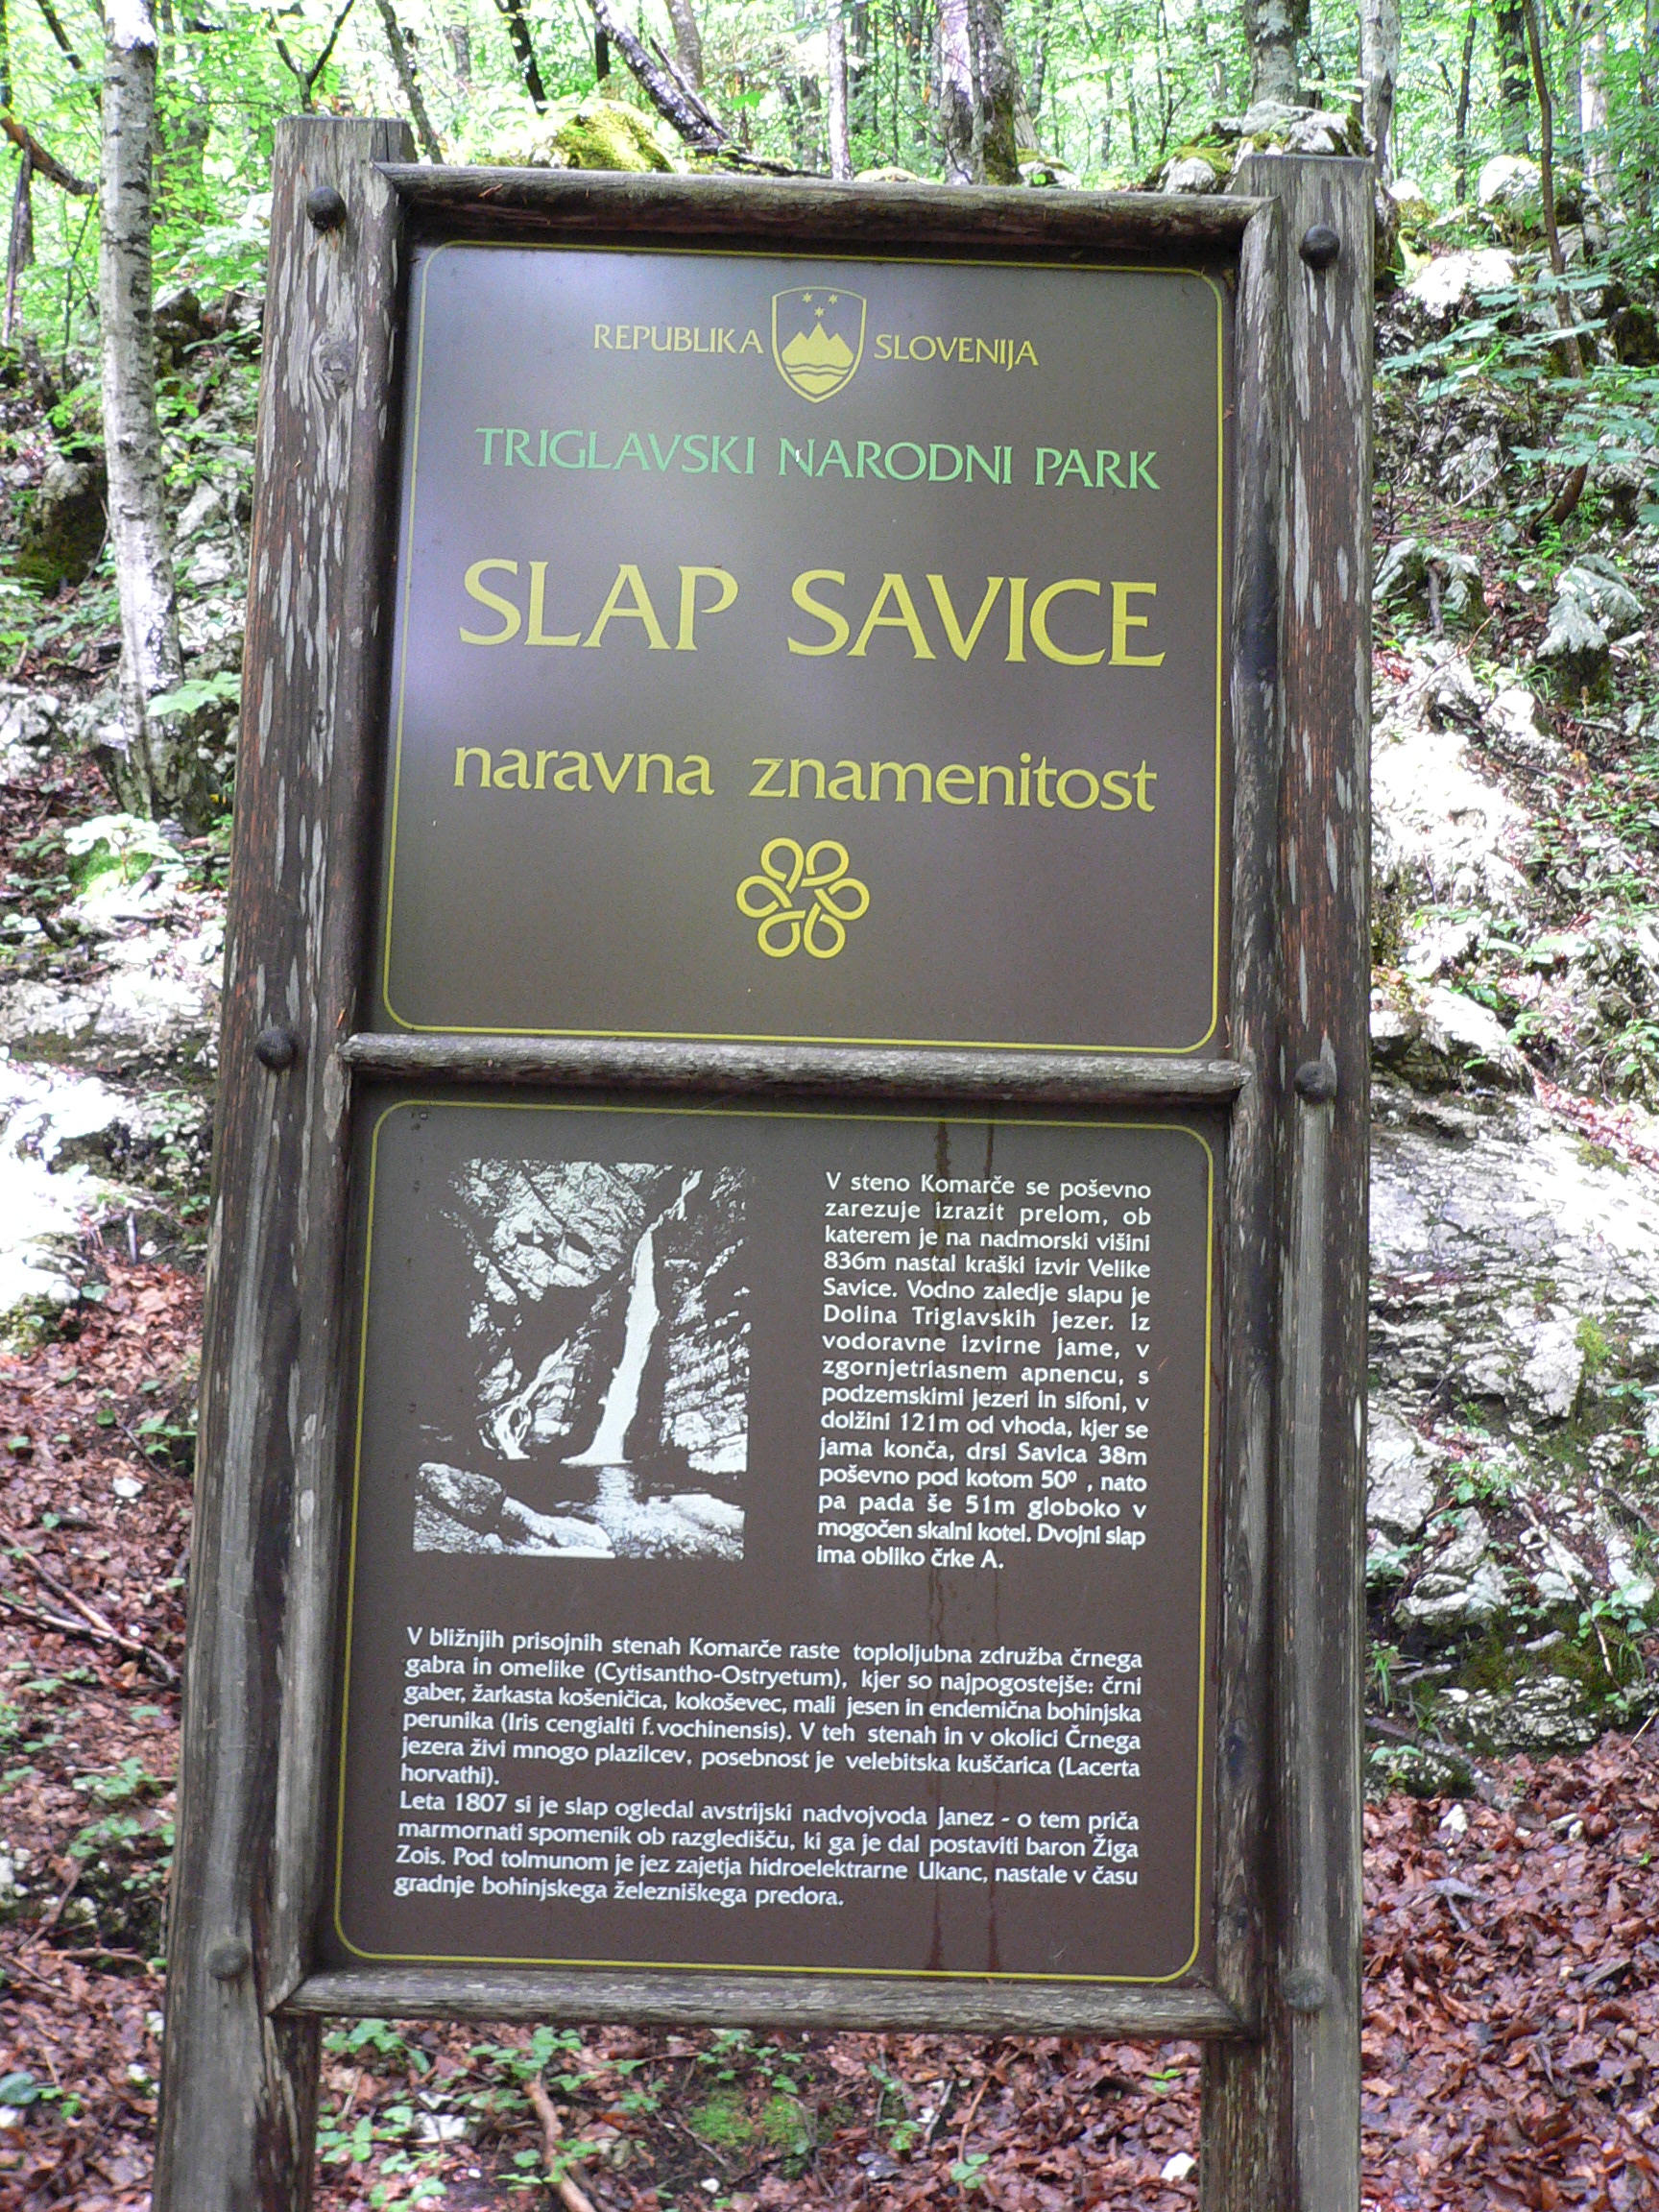 REPUBLIKA SLOVENIJA
TRIGLAVSKI NARODNI PARK
SLAP SAVICE
naravna znamenitost
V steno Komarče se poševno
zarezuje izrazit prelom, ob
katerem je na nadmorski višini
836m nastal kraški izvir Velike
Savice. Vodno zaledje slapu je
Dolina Triglavskih jezer. Iz
vodoravne izvirne jame, v
zgornjetriasnem apnencu, s
podzemskimi jezeri in sifoni, v
dolžini 121m od vhoda, kjer se
jama konča, drsi Savica 38m
poševno pod kotom 50º , nato
pa pada še 51m globoko v
mogočen skalni kotel. Dvojni slap
ima obliko črke A.
V bližnjih prisojnih stenah Komarče raste toploljubna združba črnega
gabra in omelike (Cytisantho-Ostryetum), kjer so najpogostejše: črni
gaber, žarkasta košeničica, kokoševec, mali jesen in endemična bohinjska
perunika (Iris cengialti f.vochinensis). V teh stenah in v okolici Črnega
jezera živi mnogo plazilcev, posebnost je velebitska kuščarica (Lacerta
horvathi).
Leta 1807 si je slap ogledal avstrijski nadvojvoda Janez - o tem priča
marmornati spomenik ob razgledišču, ki ga je dal postaviti baron Žiga
Zois. Pod tolmunom je jez zajetja hidroelektrarne Ukanc, nastale v času
gradnje bohinjskega železniškega predora.